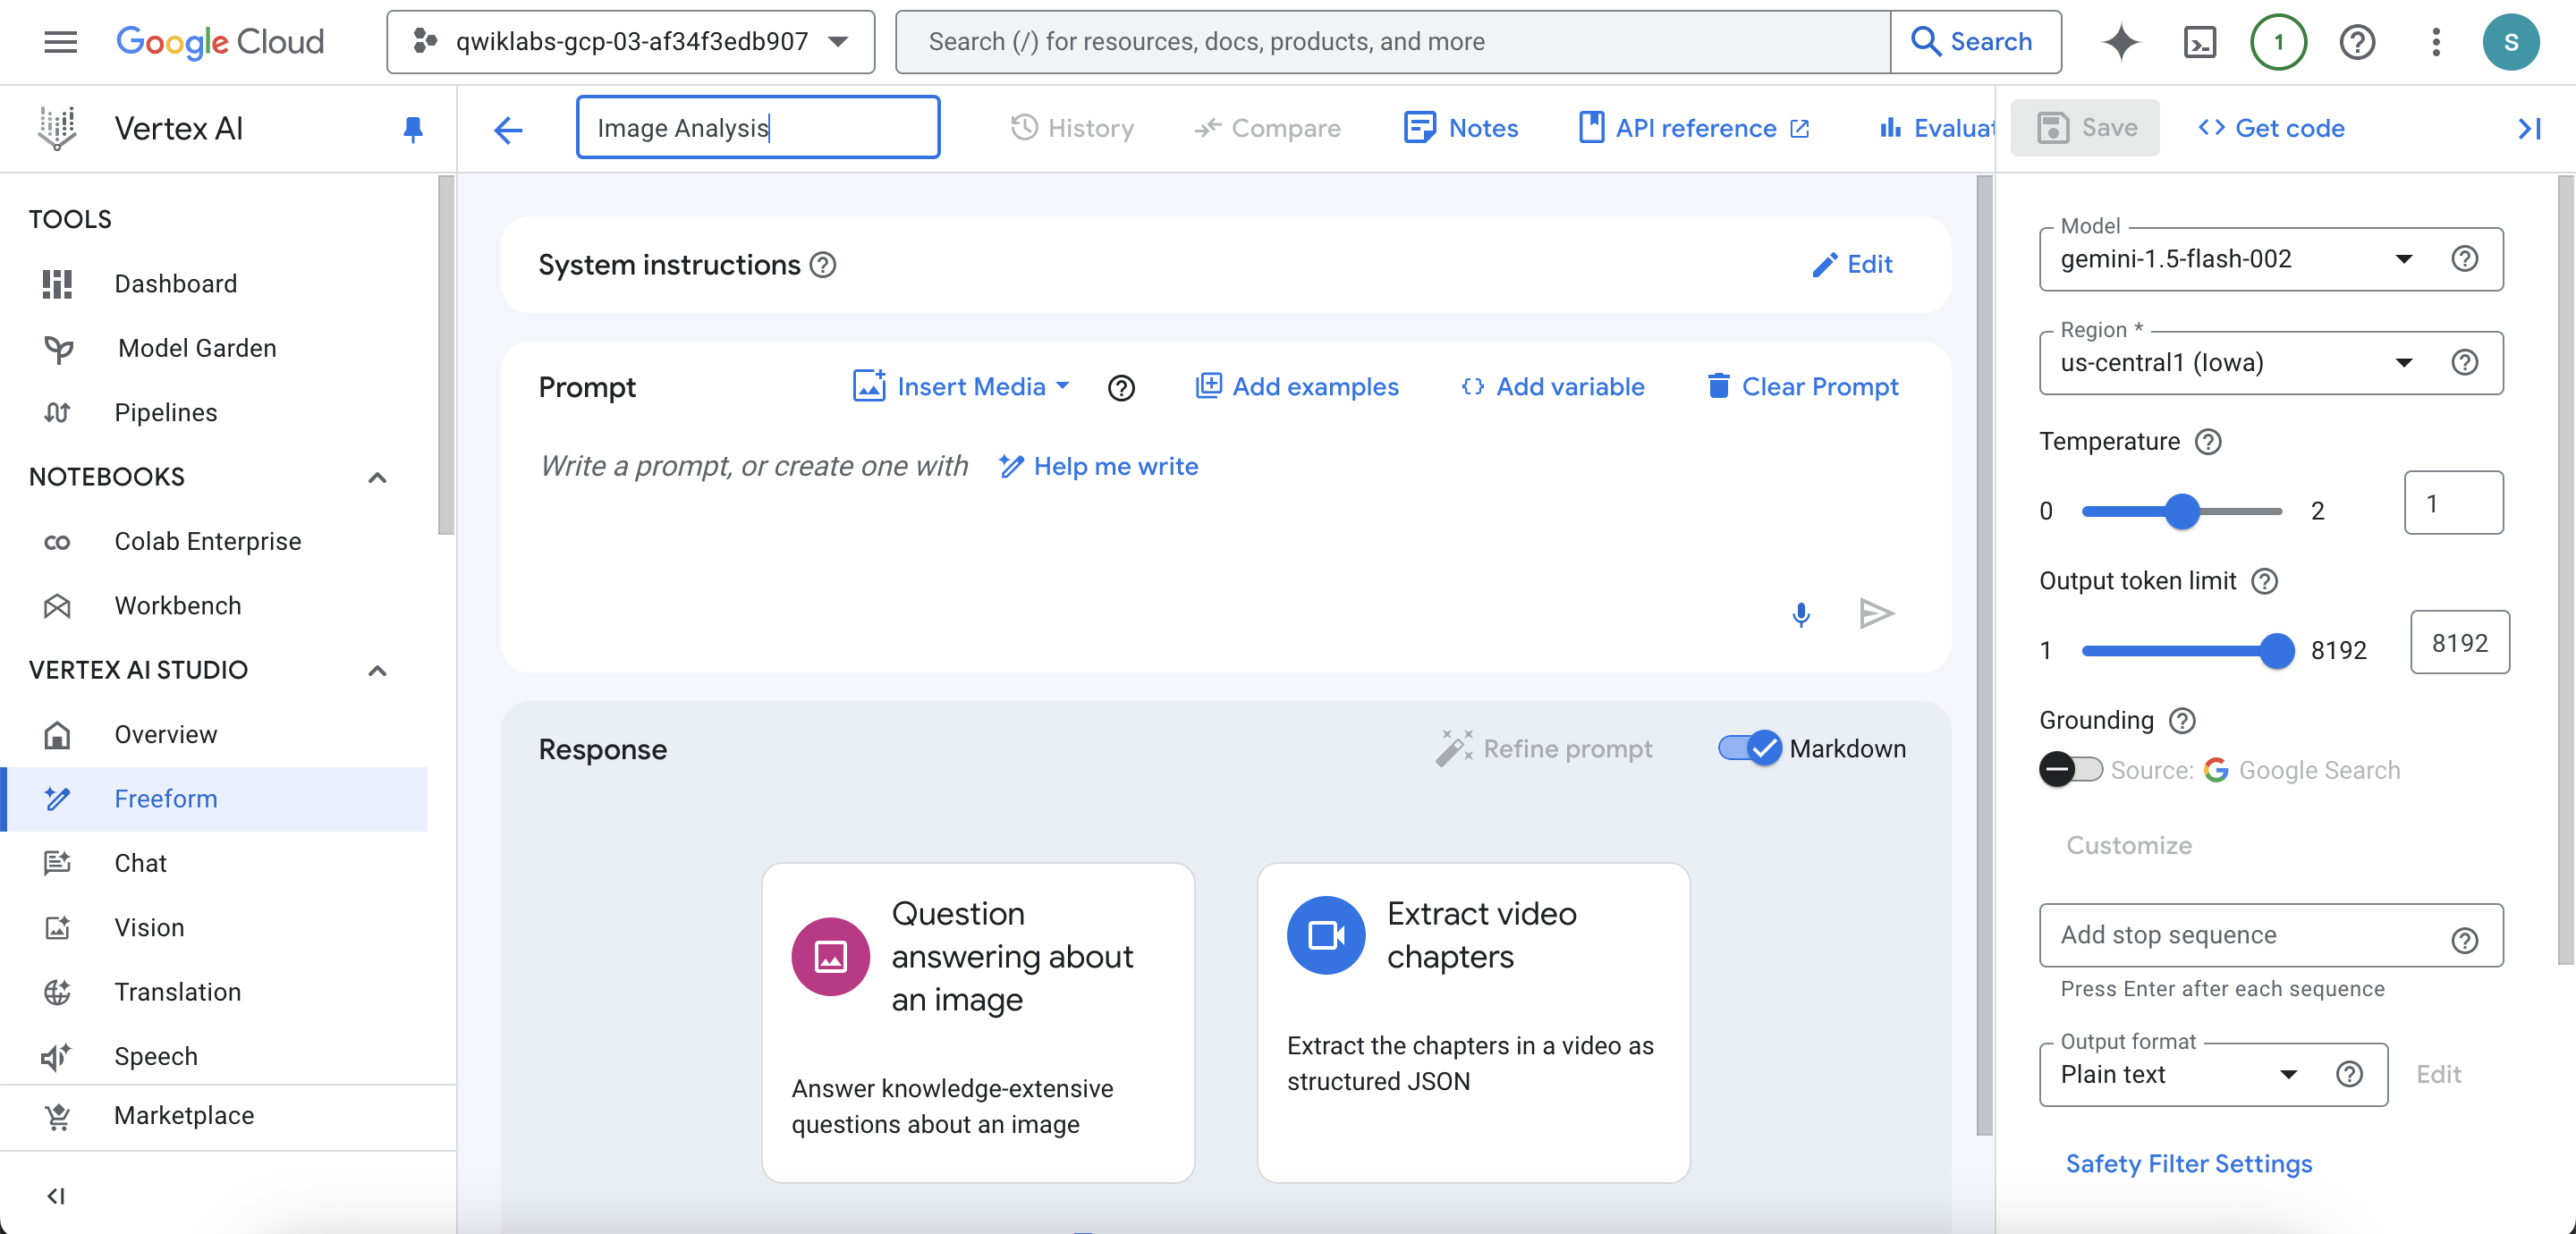 Google Cloud
qwiklabs-gcp-03-af34f3edb907
Search (/) for resources, docs, products, and more
Search
1
S
Vertex AI
Image Analysis
History
Compare
Notes
API reference
Evaluat
Save
Get code
TOOLS
Dashboard
Model Garden
Pipelines
NOTEBOOKS
Colab Enterprise
Workbench
VERTEX AI STUDIO
Overview
Freeform
Chat
Vision
Translation
Speech
Marketplace
System instructions
Edit
Prompt
Insert Media
Add examples
Add variable
Clear Prompt
Write a prompt, or create one with
Help me write
Response
Refine prompt
Markdown
Question
answering about
an image
Answer knowledge-extensive
questions about an image
Extract video
chapters
Extract the chapters in a video as
structured JSON
Model
gemini-1.5-flash-002
Region *
us-central1 (Iowa)
Temperature
0
2
1
Output token limit
1
8192
8192
Grounding
Source:
Google Search
Customize
Add stop sequence
Press Enter after each sequence
Output format
Plain text
Edit
Safety Filter Settings